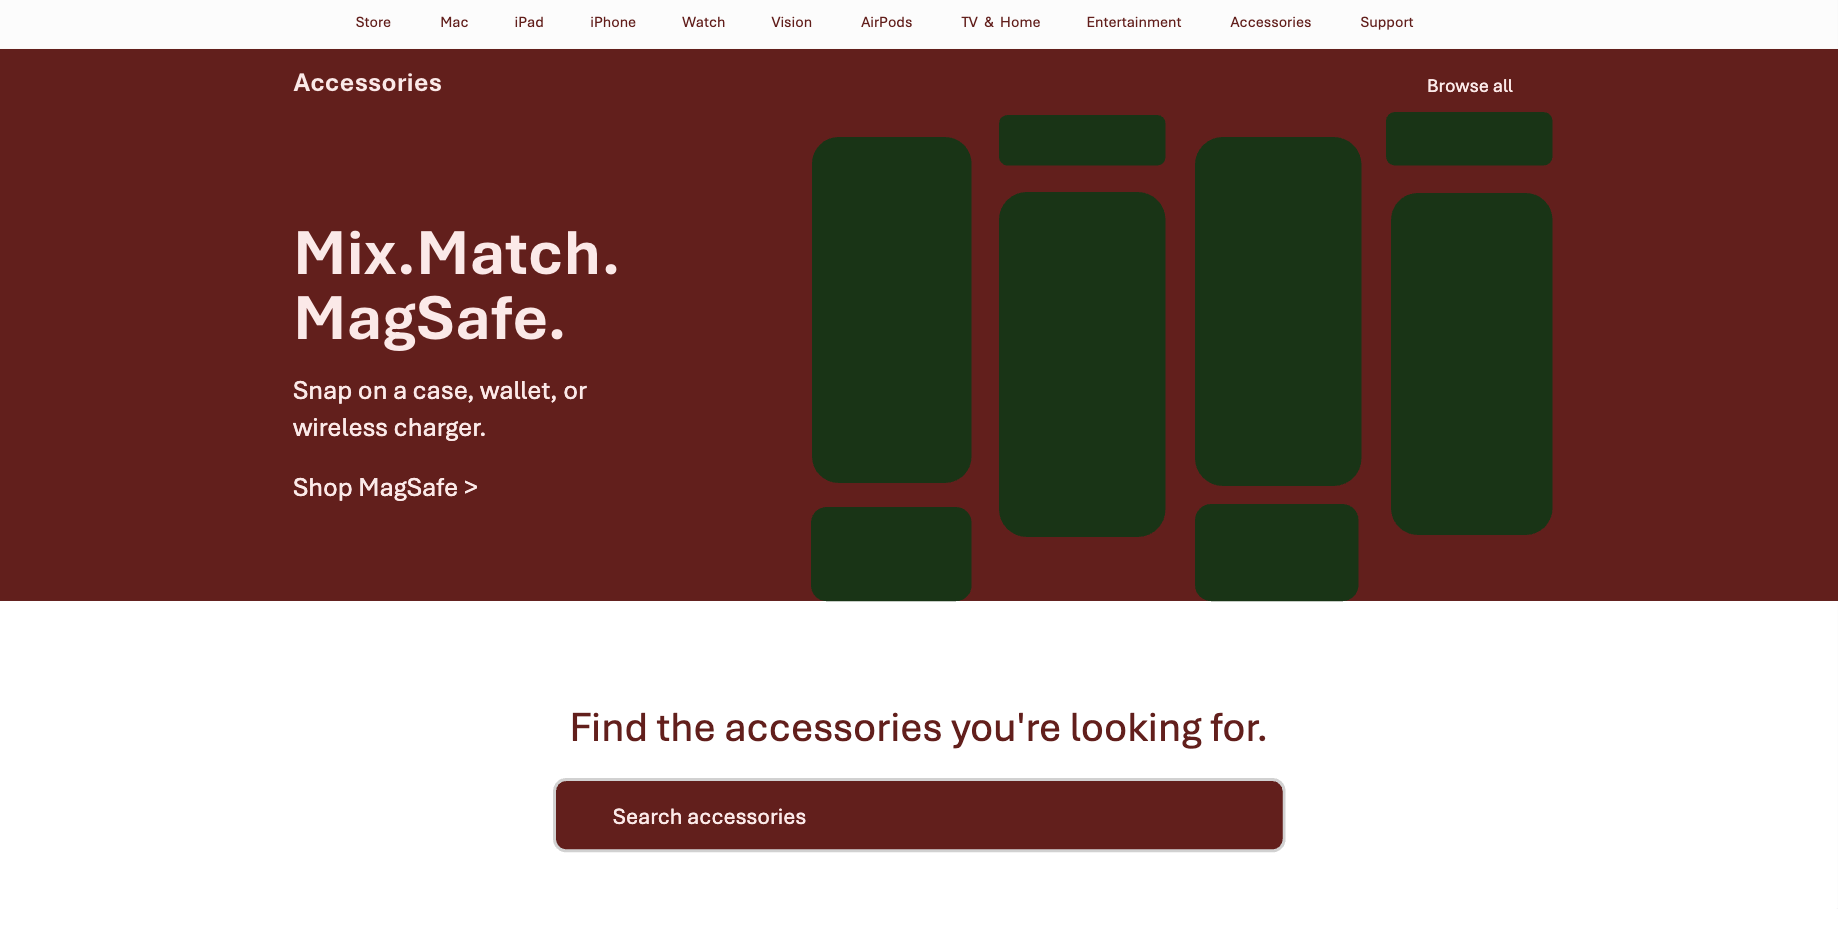 Store Mac iPad iPhone Watch Vision AirPods TV & Home Entertainment Accessories Support
Accessories
Browse all
Mix.Match.
MagSafe.
Snap on a case, wallet, or
wireless charger.
Shop MagSafe >
Find the accessories you're looking for.
Search accessories